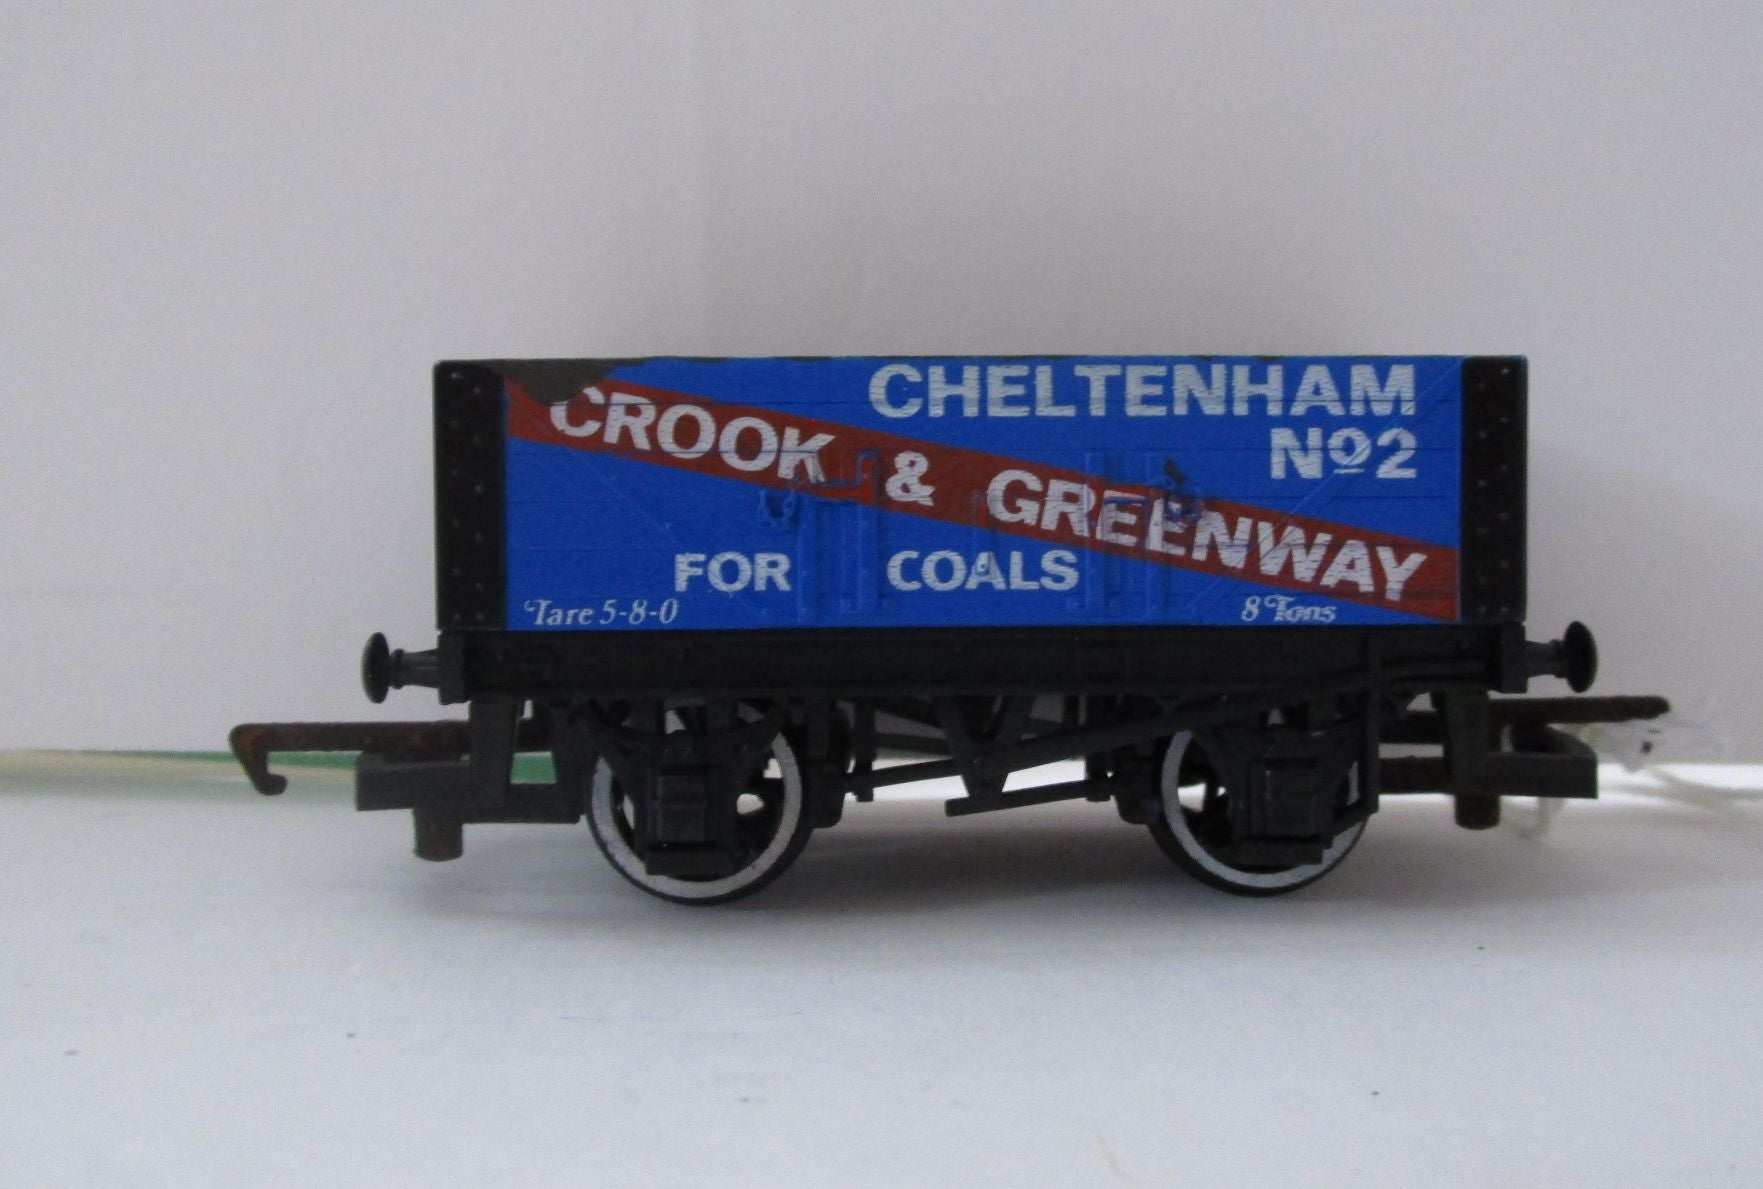 CHELTENHAM
Nº2
CROOK & GREENWAY
FOR COALS
Tare 5-8-0
8 Tons